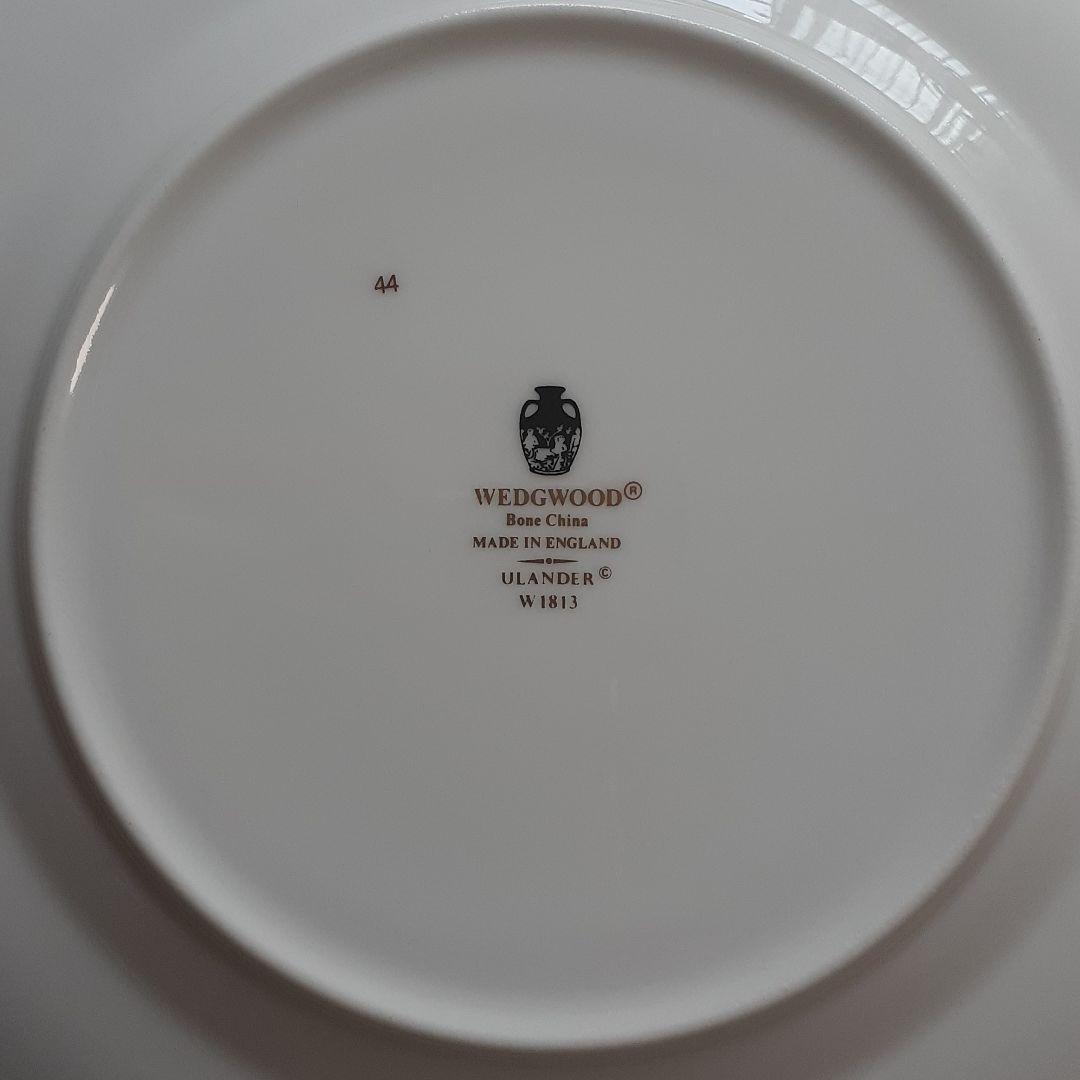 44
WEDGWOOD®
Bone China
MADE IN ENGLAND
ULANDER©
W1813